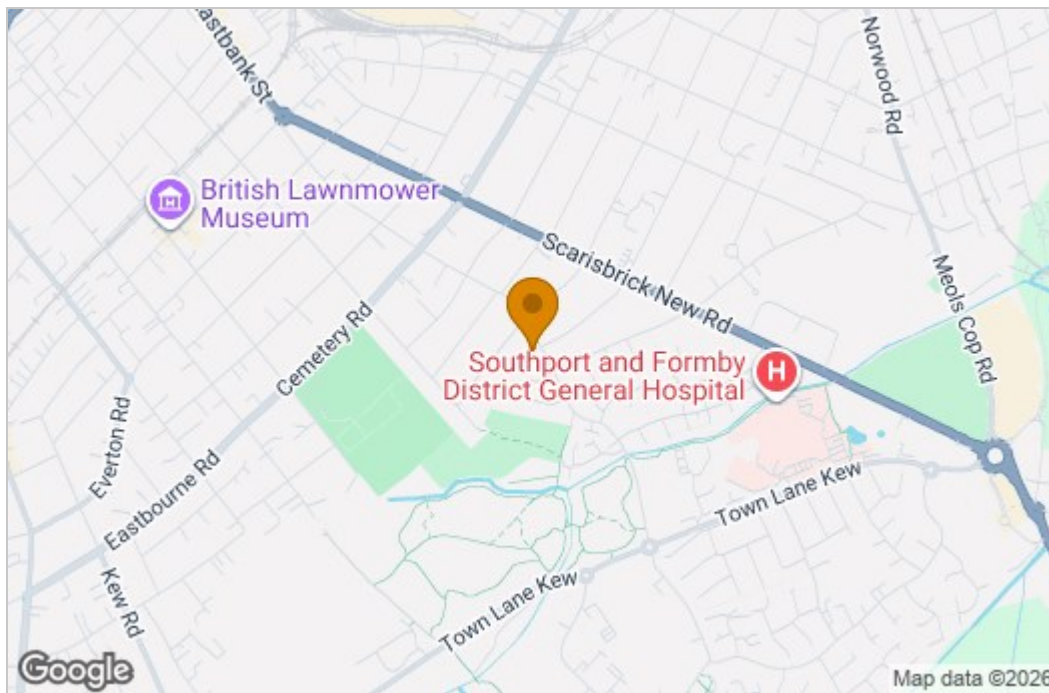 Eastbank St
Norwood Rd
British Lawnmower
Museum
Scarisbrick New Rd
Meols Cop Rd
Cemetery Rd
Southport and Formby
District General Hospital
H
Everton Rd
Eastbourne Rd
Town Lane Kew
Town Lane Kew
Kew Rd
Google
Map data ©2026